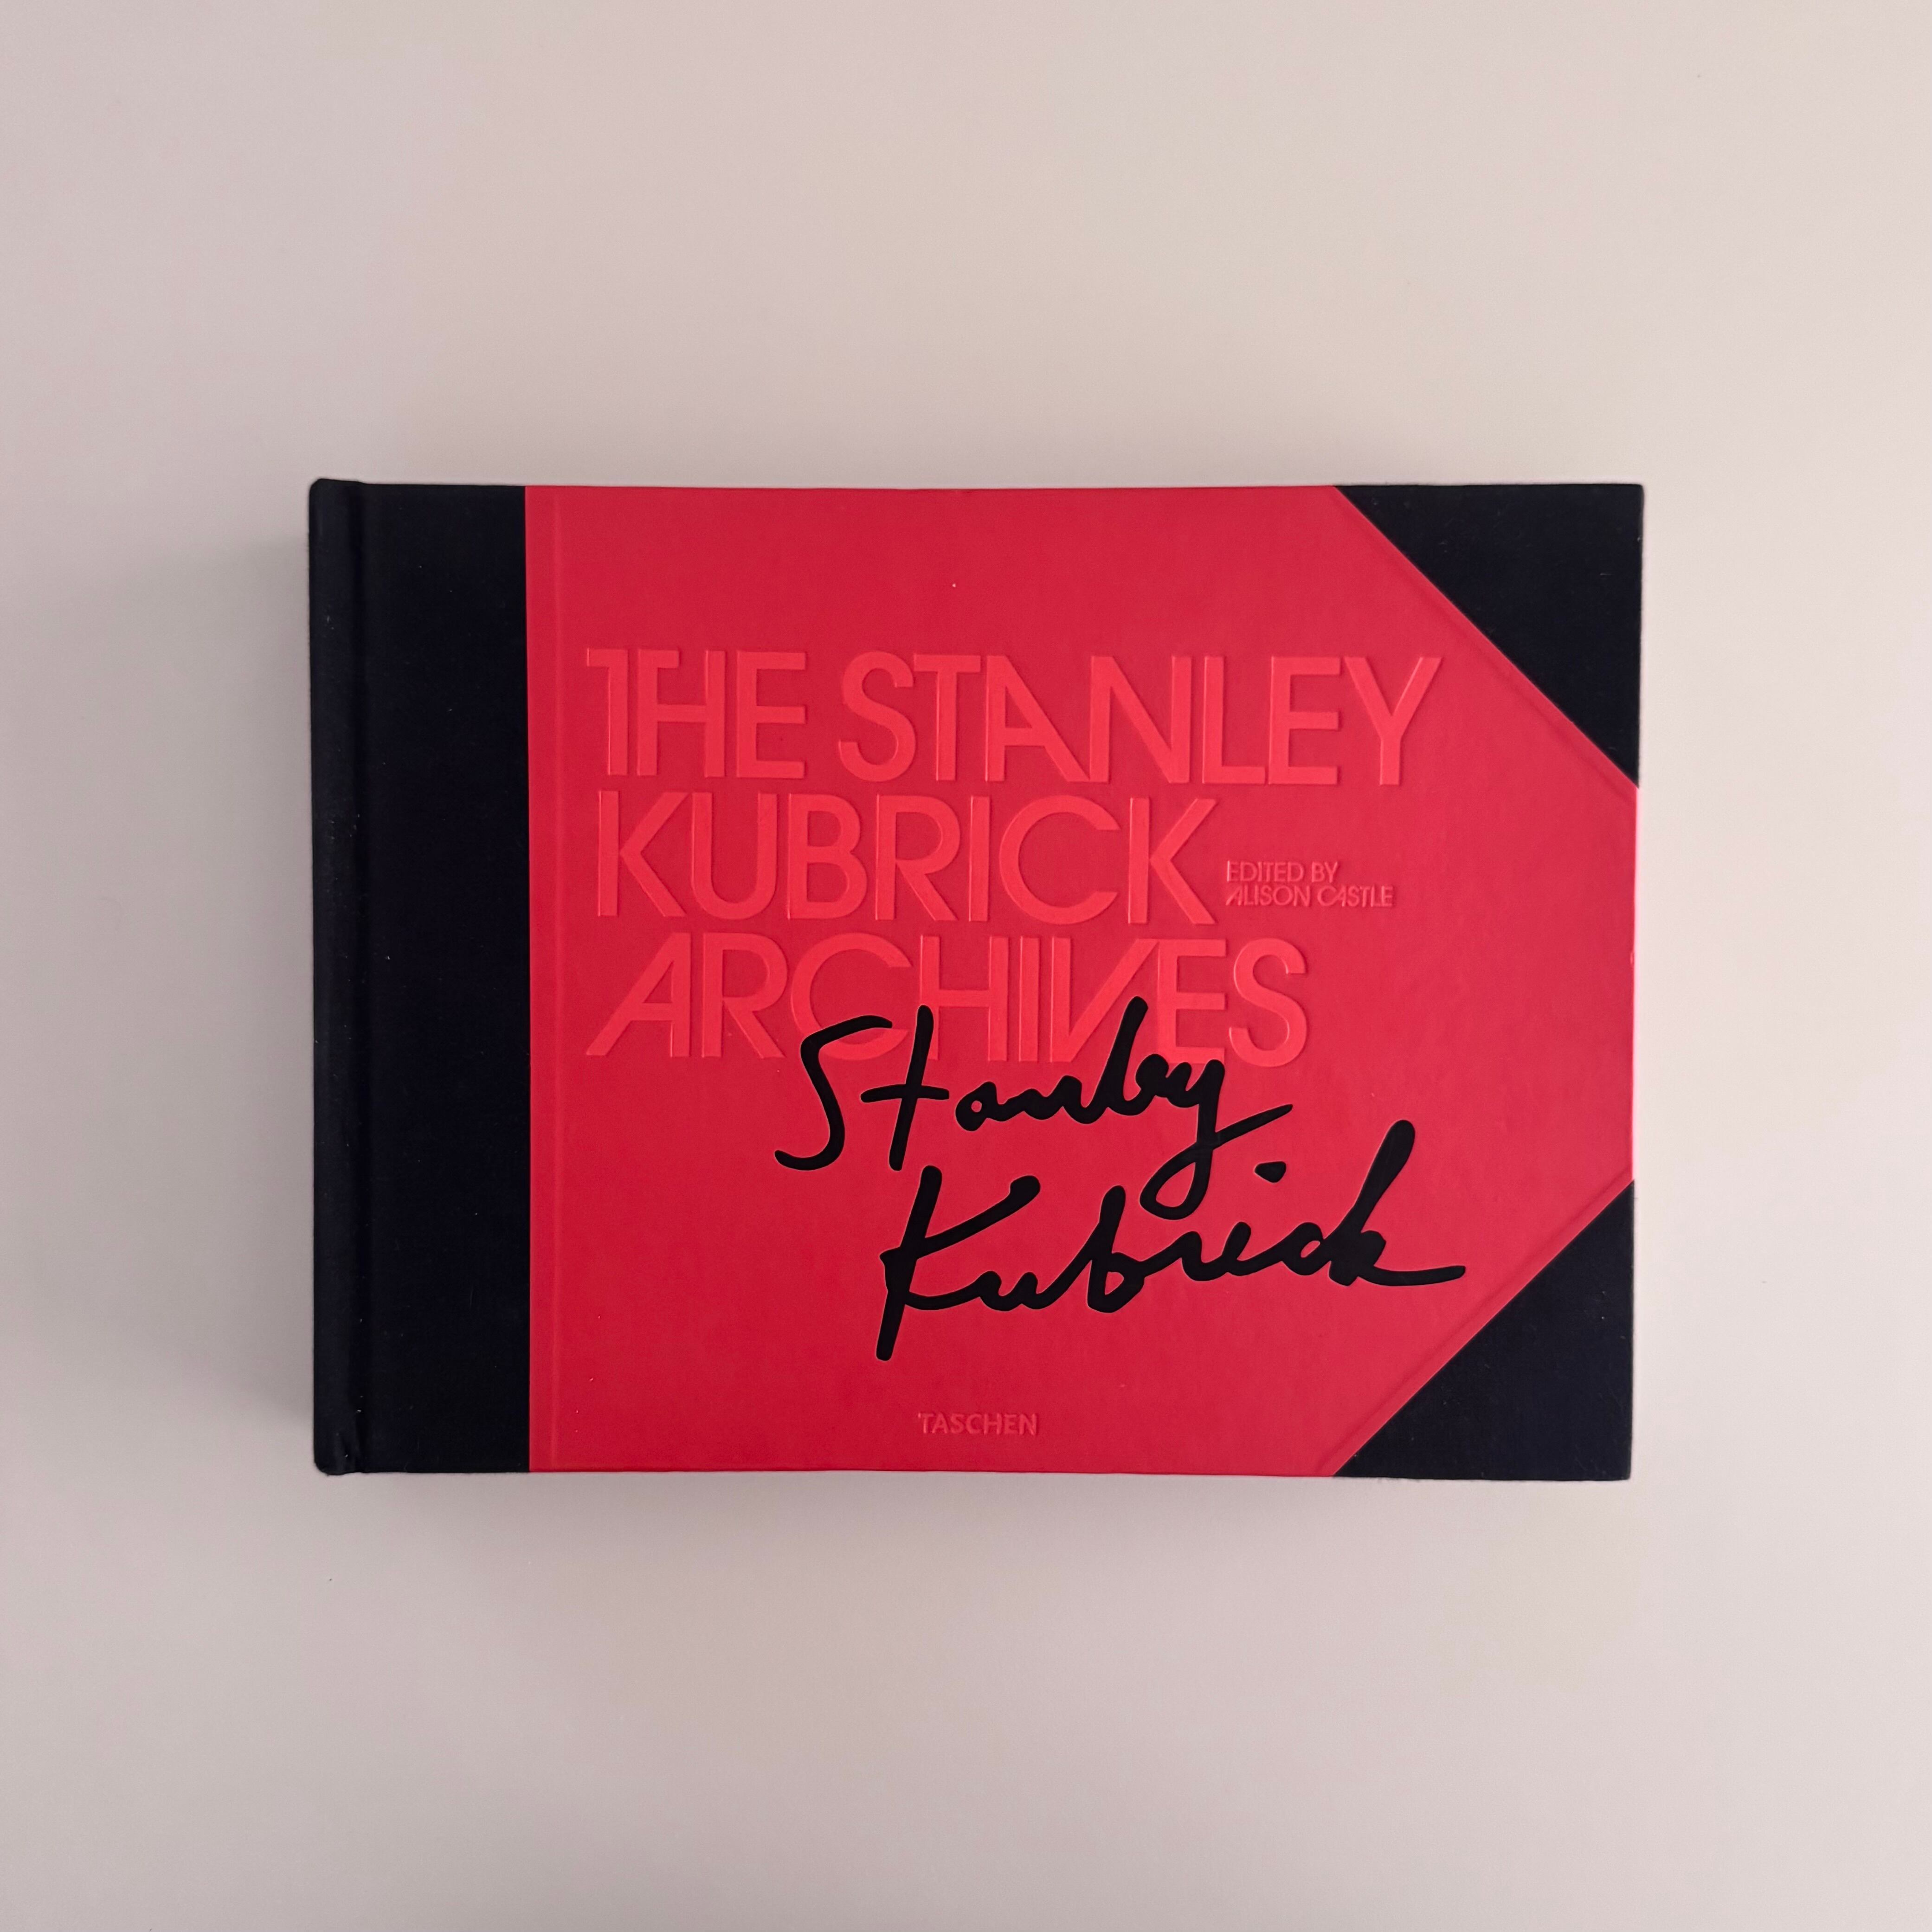 THE STANLEY
KUBRICK
EDITED BY
ALISON CASTLE
ARCHIVES
Stanley
Kubrick
TASCHEN